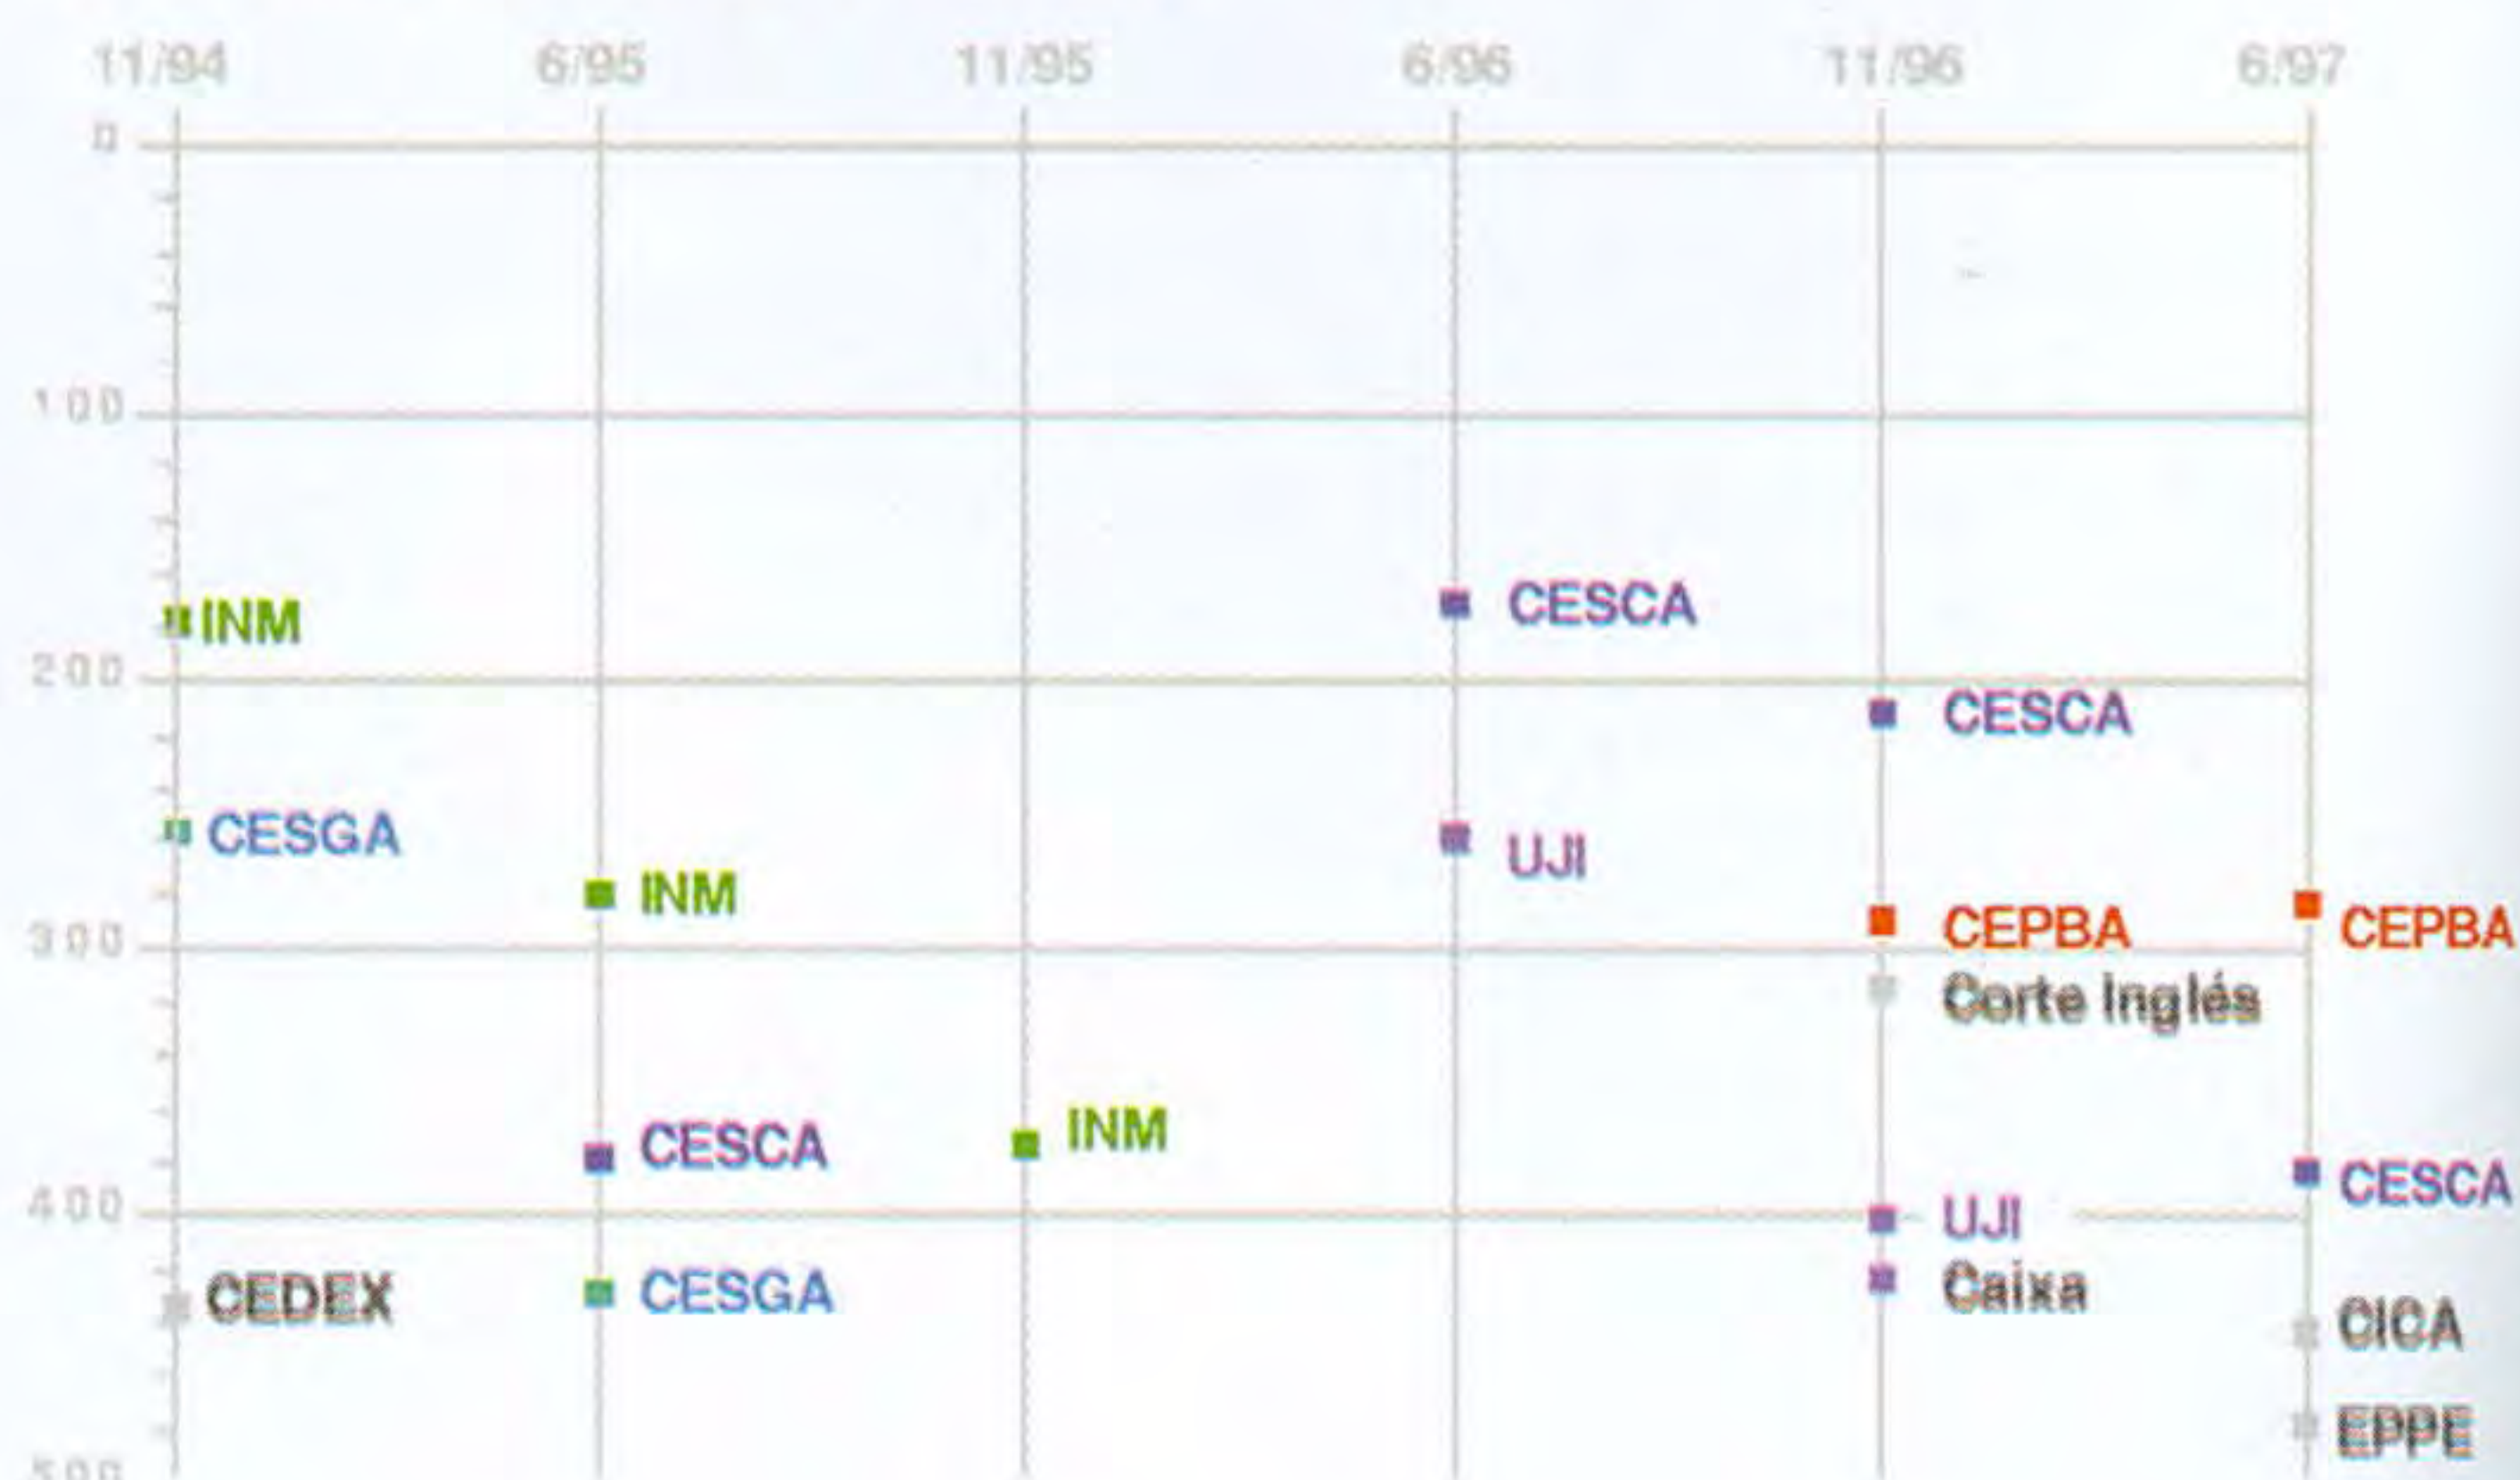 11/94 6/95 11/95 6/96 11/96 6/97
0
100
INM CESCA
200
CESCA
CESGA UJI
INM
CEPBA CEPBA
300
Corte Inglés
INM
CESCA CESCA
400 UJI
CEDEX CESGA Caixa
CICA
EPPE
500